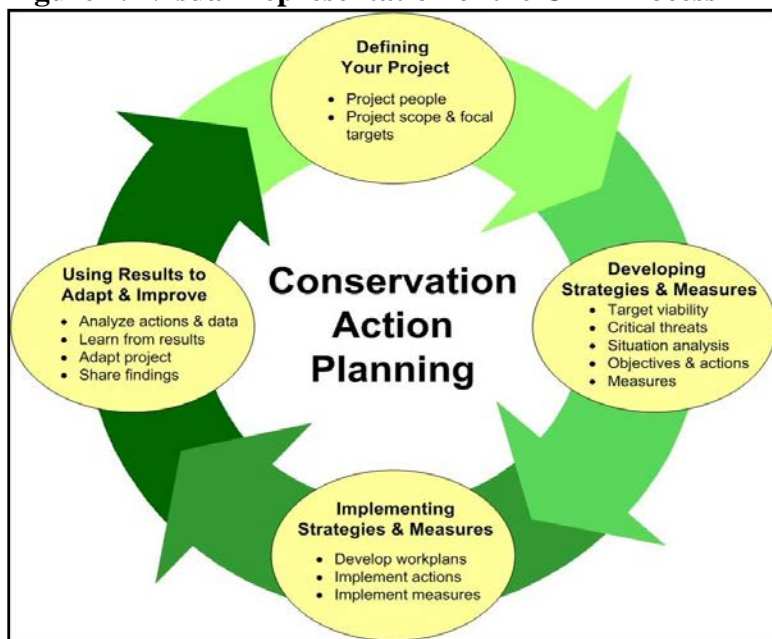 Defining
Your Project
• Project people
• Project scope & focal
targets
Developing
Strategies & Measures
• Target viability
• Critical threats
• Situation analysis
• Objectives & actions
• Measures
Implementing
Strategies & Measures
• Develop workplans
• Implement actions
• Implement measures
Using Results to
Adapt & Improve
• Analyze actions & data
• Learn from results
• Adapt project
• Share findings
Conservation
Action
Planning